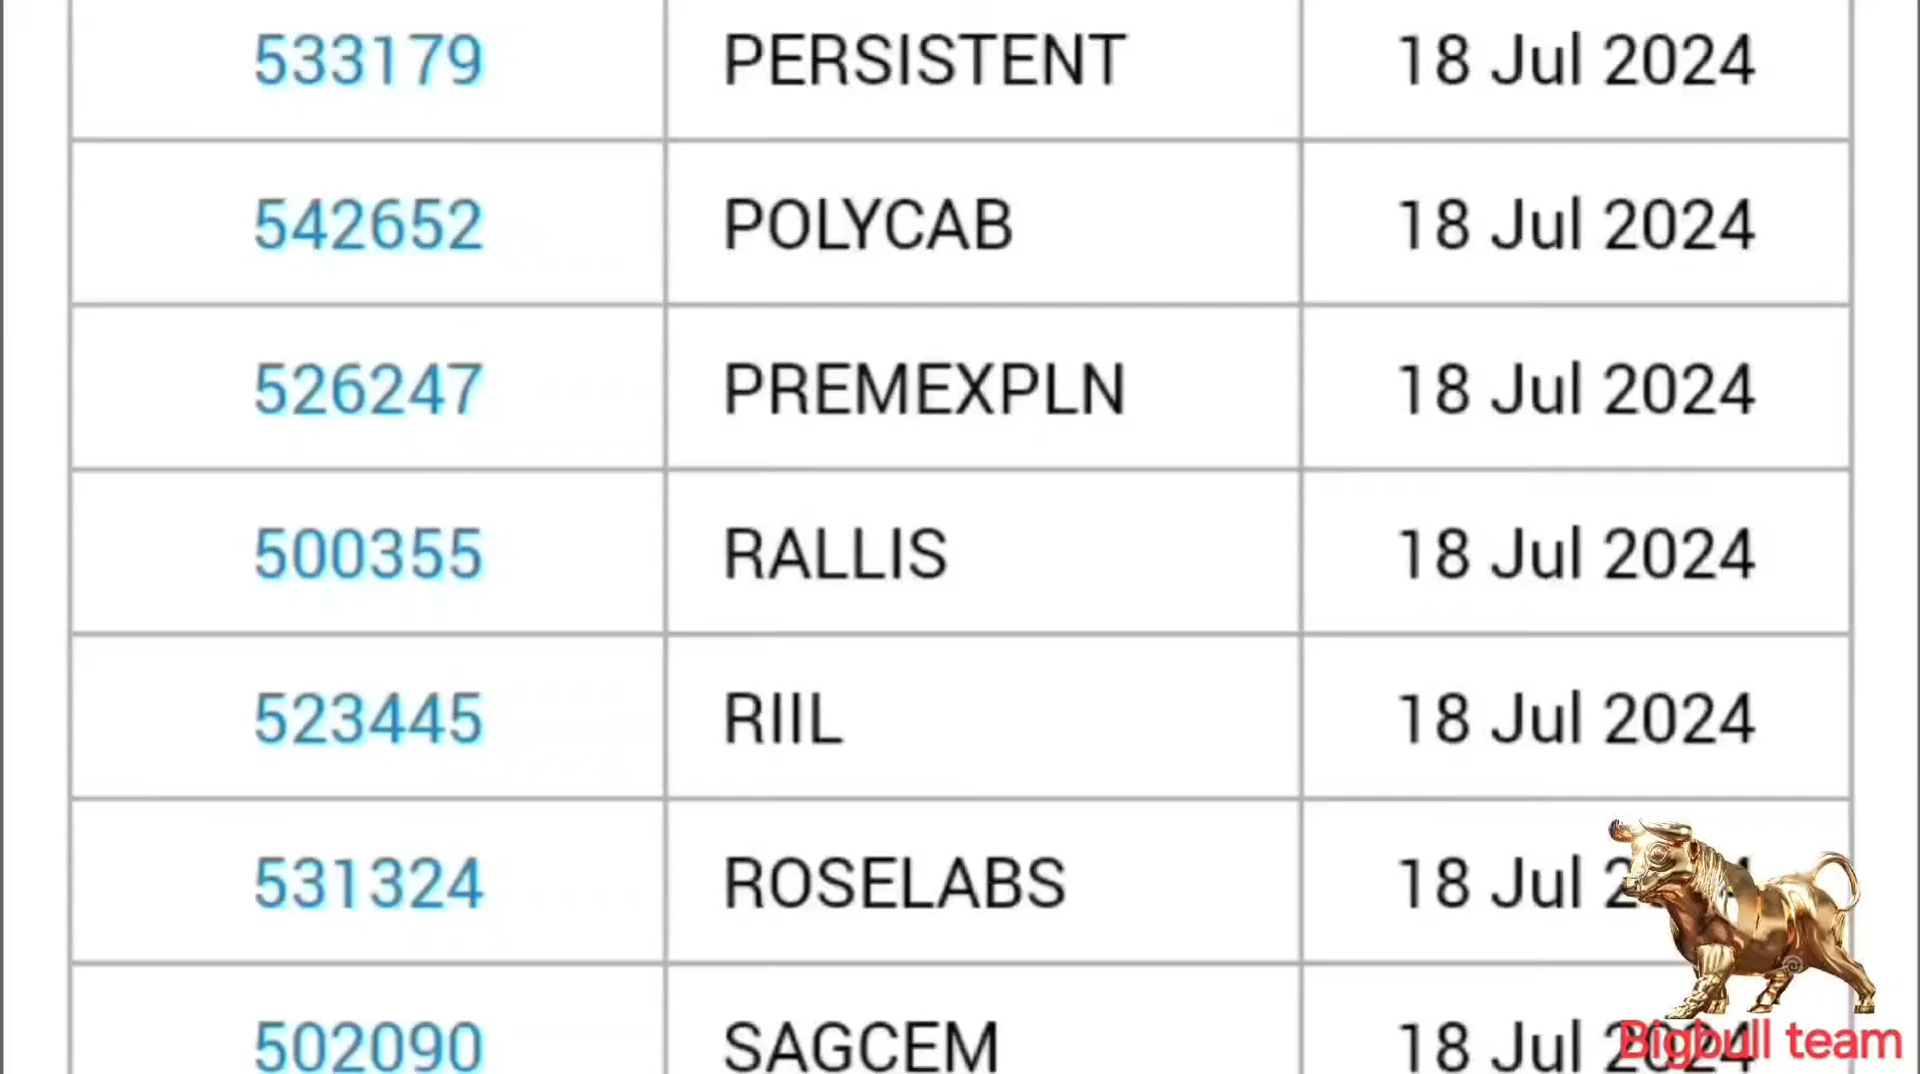 533179 PERSISTENT 18 Jul 2024
542652 POLYCAB 18 Jul 2024
526247 PREMEXPLN 18 Jul 2024
500355 RALLIS 18 Jul 2024
523445 RIIL 18 Jul 2024
531324 ROSELABS 18 Jul
502090 SAGCEM 18 Jul 2024
Bigbull team